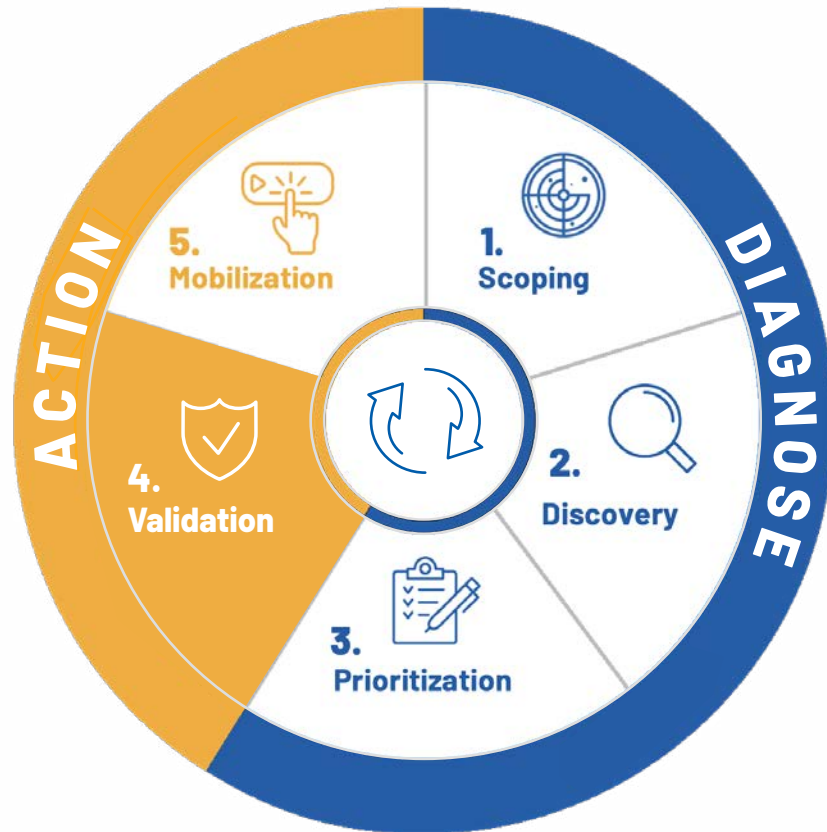 DIAGNOSE
1.
Scoping
2.
Discovery
3.
Prioritization
ACTION
4.
Validation
5.
Mobilization